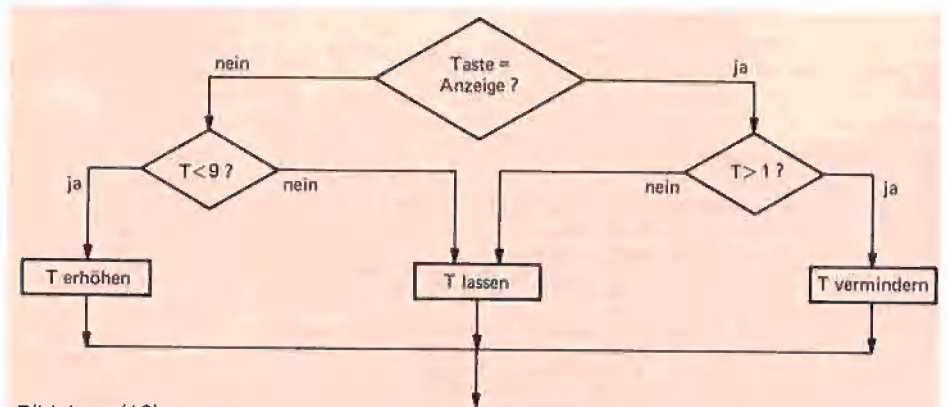 Taste =
Anzeige ?
nein
ja
T<9 ?
T> 1 ?
ja
nein
nein
ja
T erhöhen
T lassen
T vermindern